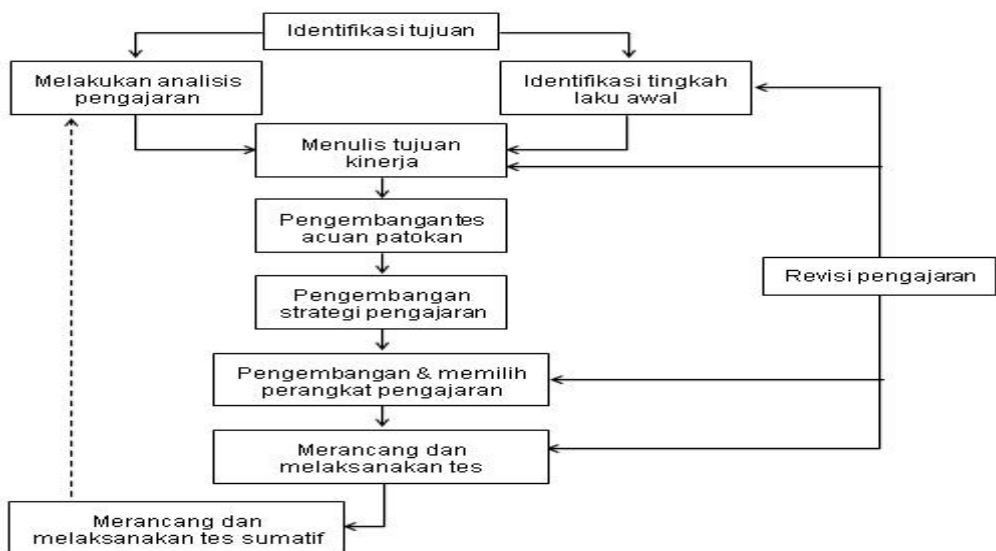 Identifikasi tujuan
Melakukan analisis
pengajaran
Identifikasi tingkah
laku awal
Menulis tujuan
kinerja
Pengembangantes
acuan patokan
Revisi pengajaran
Pengembangan
strategi pengajaran
Pengembangan & memilih
perangkat pengajaran
Merancang dan
melaksanakan tes
Merancang dan
melaksanakan tes sumatif